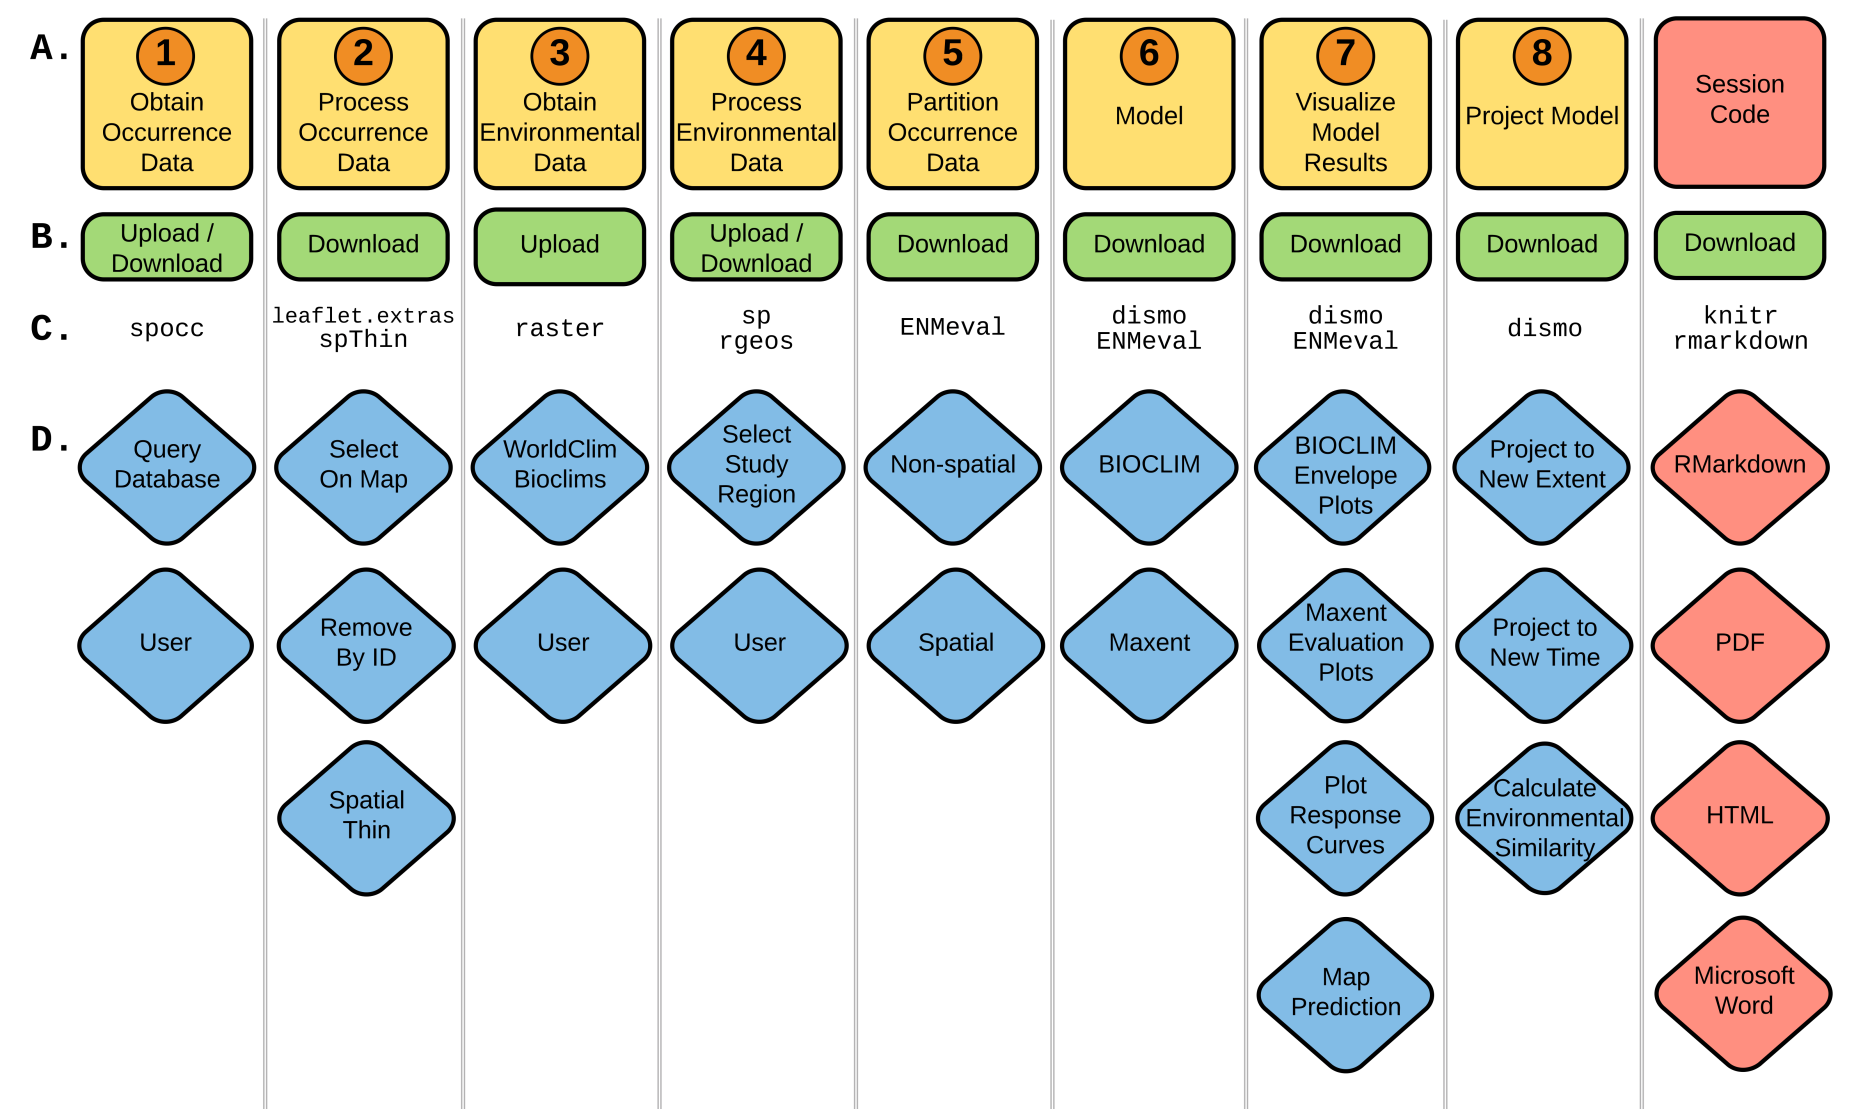 A.
1
Obtain
Occurrence
Data
2
Process
Occurrence
Data
3
Obtain
Environmental
Data
4
Process
Environmental
Data
5
Partition
Occurrence
Data
6
Model
7
Visualize
Model
Results
8
Project Model
Session
Code
B.
Upload /
Download
Download
Upload
Upload /
Download
Download
Download
Download
Download
Download
C.
spocc
leaflet.extras
spThin
raster
sp
rgeos
ENMeval
dismo
ENMeval
dismo
ENMeval
dismo
knitr
rmarkdown
D.
Query
Database
Select
On Map
WorldClim
Bioclims
Select
Study
Region
Non-spatial
BIOCLIM
BIOCLIM
Envelope
Plots
Project to
New Extent
RMarkdown
User
Remove
By ID
User
User
Spatial
Maxent
Maxent
Evaluation
Plots
Project to
New Time
PDF
Spatial
Thin
Plot
Response
Curves
Calculate
Environmental
Similarity
HTML
Map
Prediction
Microsoft
Word